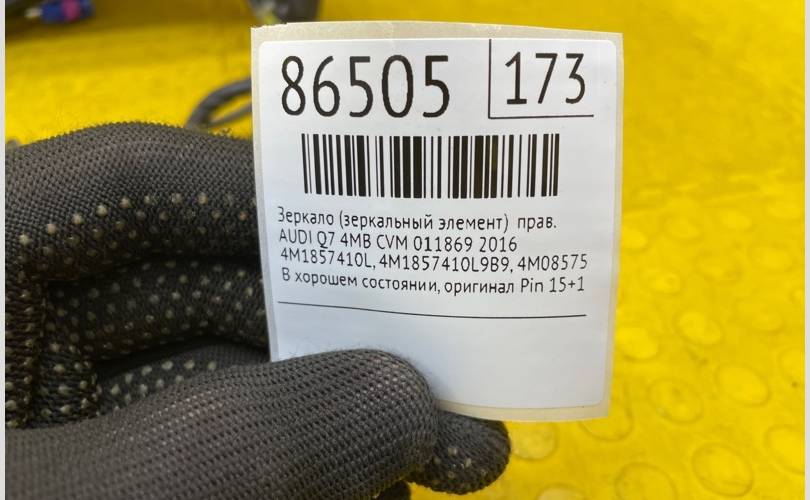 86505 173
Зеркало (зеркальный элемент) прав.
AUDI Q7 4MB CVM 011869 2016
4M1857410L, 4M1857410L9B9, 4M08575
В хорошем состоянии, оригинал Pin 15+1